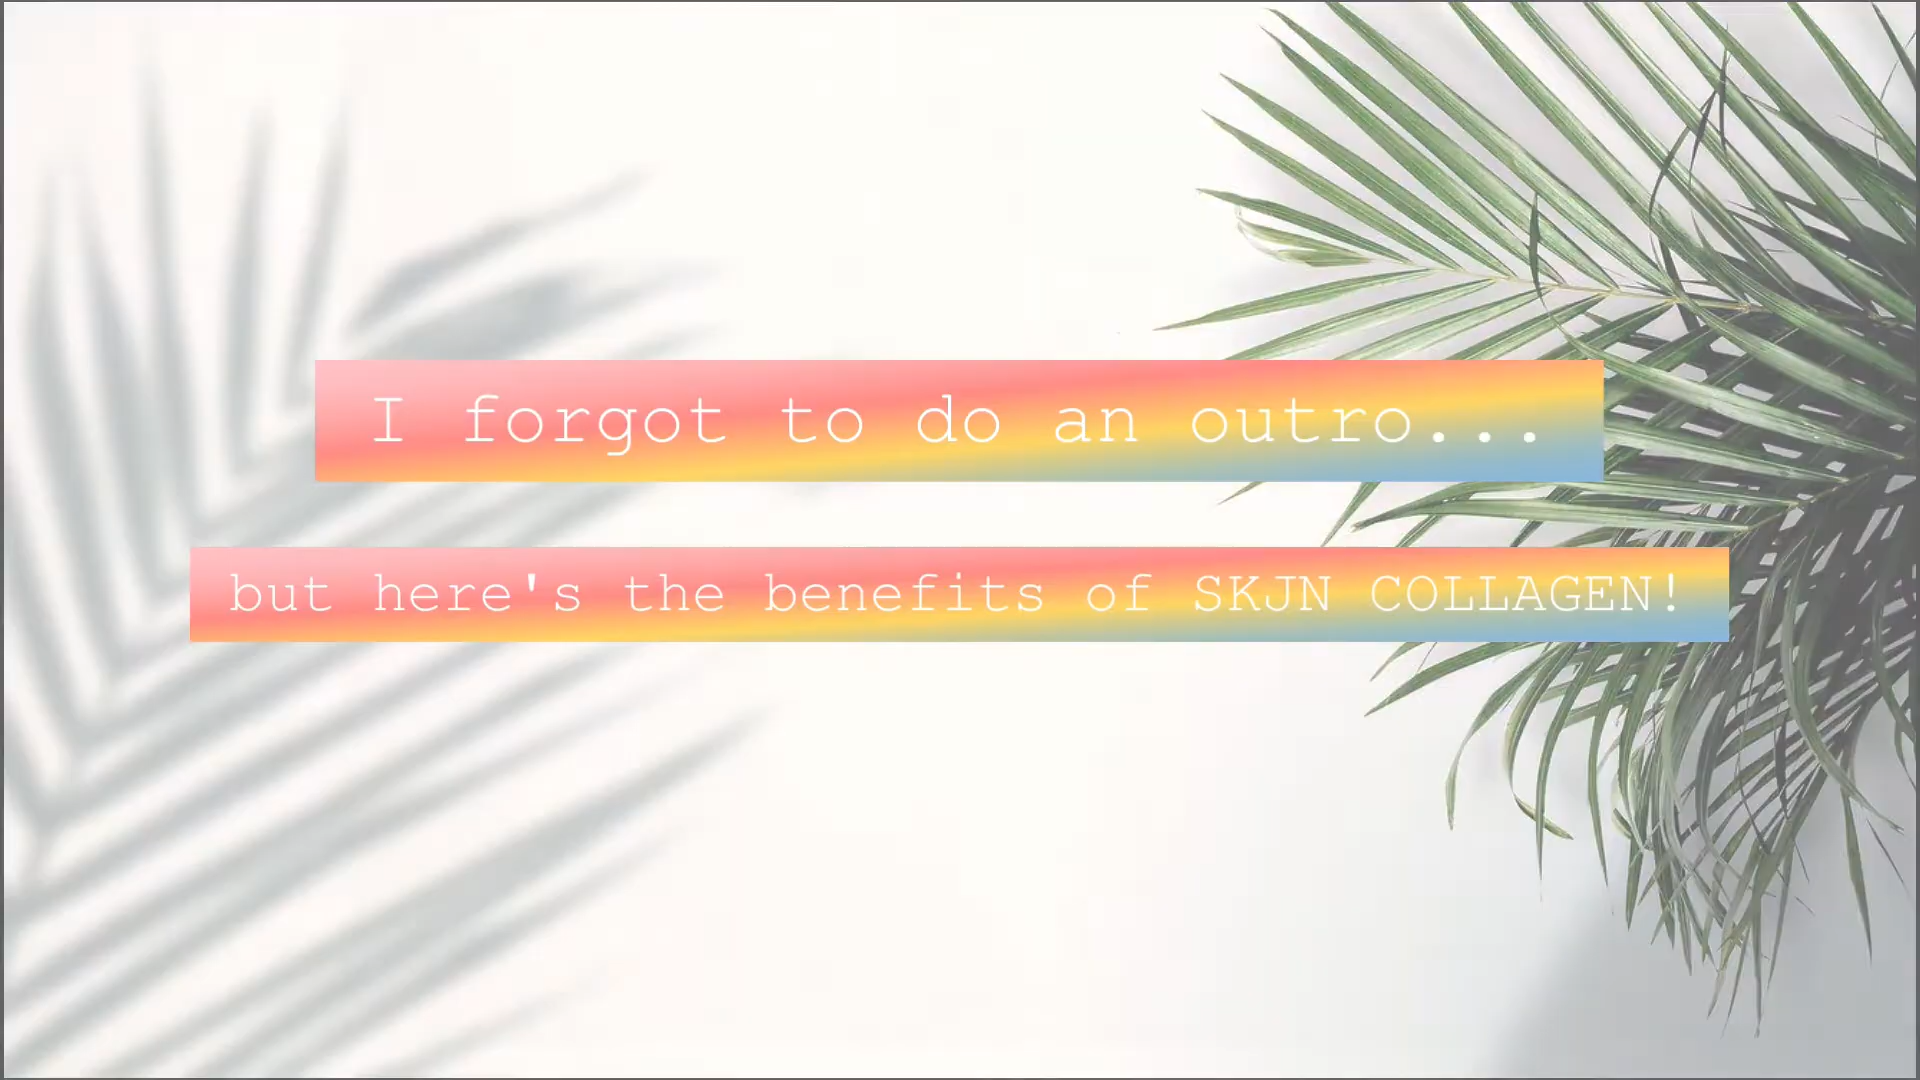 I forgot to do an outro...
but here's the benefits of SKJN COLLAGEN!